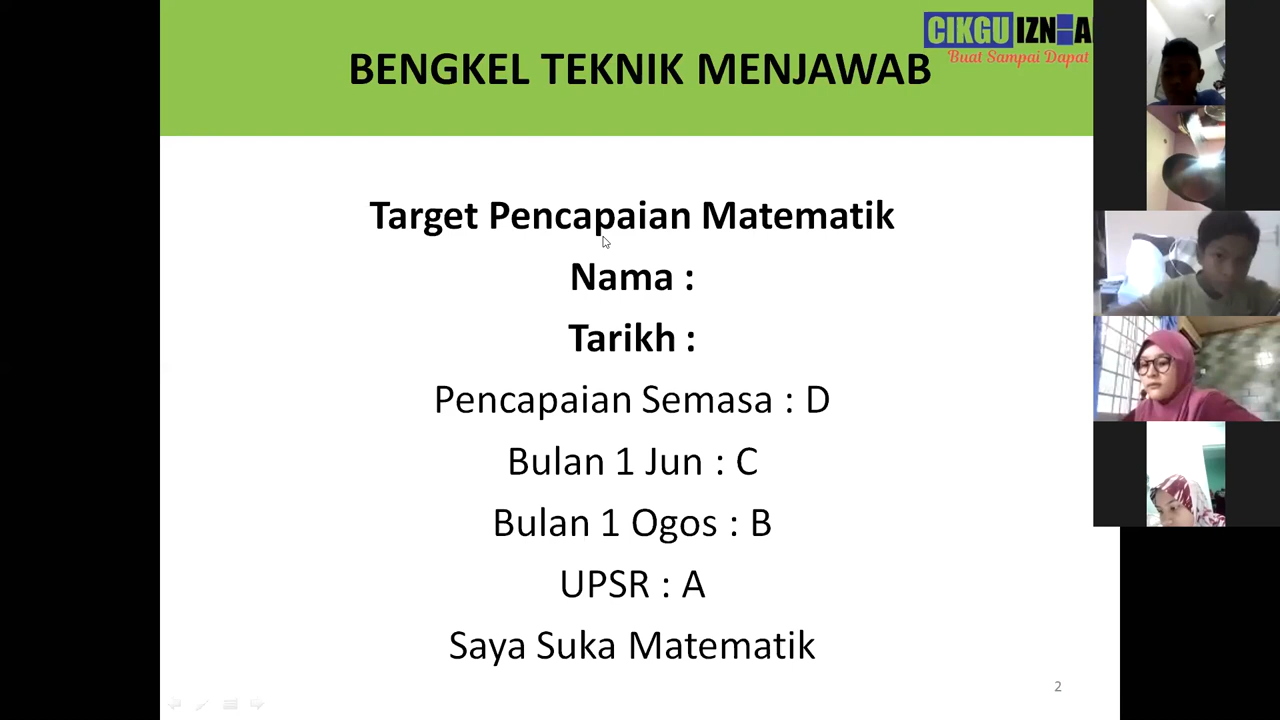 CIKGU IZN
Buat Sampai Dapat
BENGKEL TEKNIK MENJAWAB
Target Pencapaian Matematik
Nama :
Tarikh :
Pencapaian Semasa : D
Bulan 1 Jun : C
Bulan 1 Ogos : B
UPSR : A
Saya Suka Matematik
2